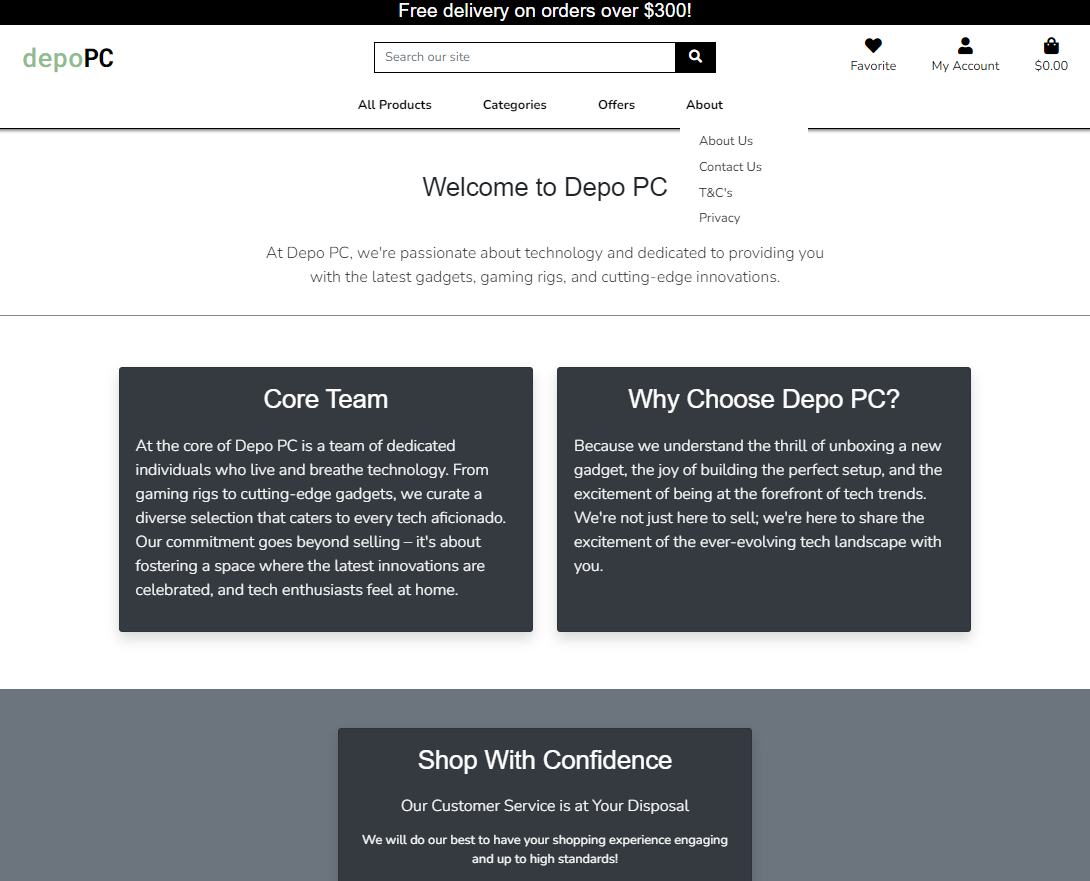 Free delivery on orders over $300!
depoPC
Search our site
Favorite
My Account
$0.00
All Products
Categories
Offers
About
About Us
Contact Us
T&C's
Privacy
Welcome to Depo PC
At Depo PC, we're passionate about technology and dedicated to providing you
with the latest gadgets, gaming rigs, and cutting-edge innovations.
Core Team
At the core of Depo PC is a team of dedicated
individuals who live and breathe technology. From
gaming rigs to cutting-edge gadgets, we curate a
diverse selection that caters to every tech aficionado.
Our commitment goes beyond selling – it's about
fostering a space where the latest innovations are
celebrated, and tech enthusiasts feel at home.
Why Choose Depo PC?
Because we understand the thrill of unboxing a new
gadget, the joy of building the perfect setup, and the
excitement of being at the forefront of tech trends.
We're not just here to sell; we're here to share the
excitement of the ever-evolving tech landscape with
you.
Shop With Confidence
Our Customer Service is at Your Disposal
We will do our best to have your shopping experience engaging
and up to high standards!